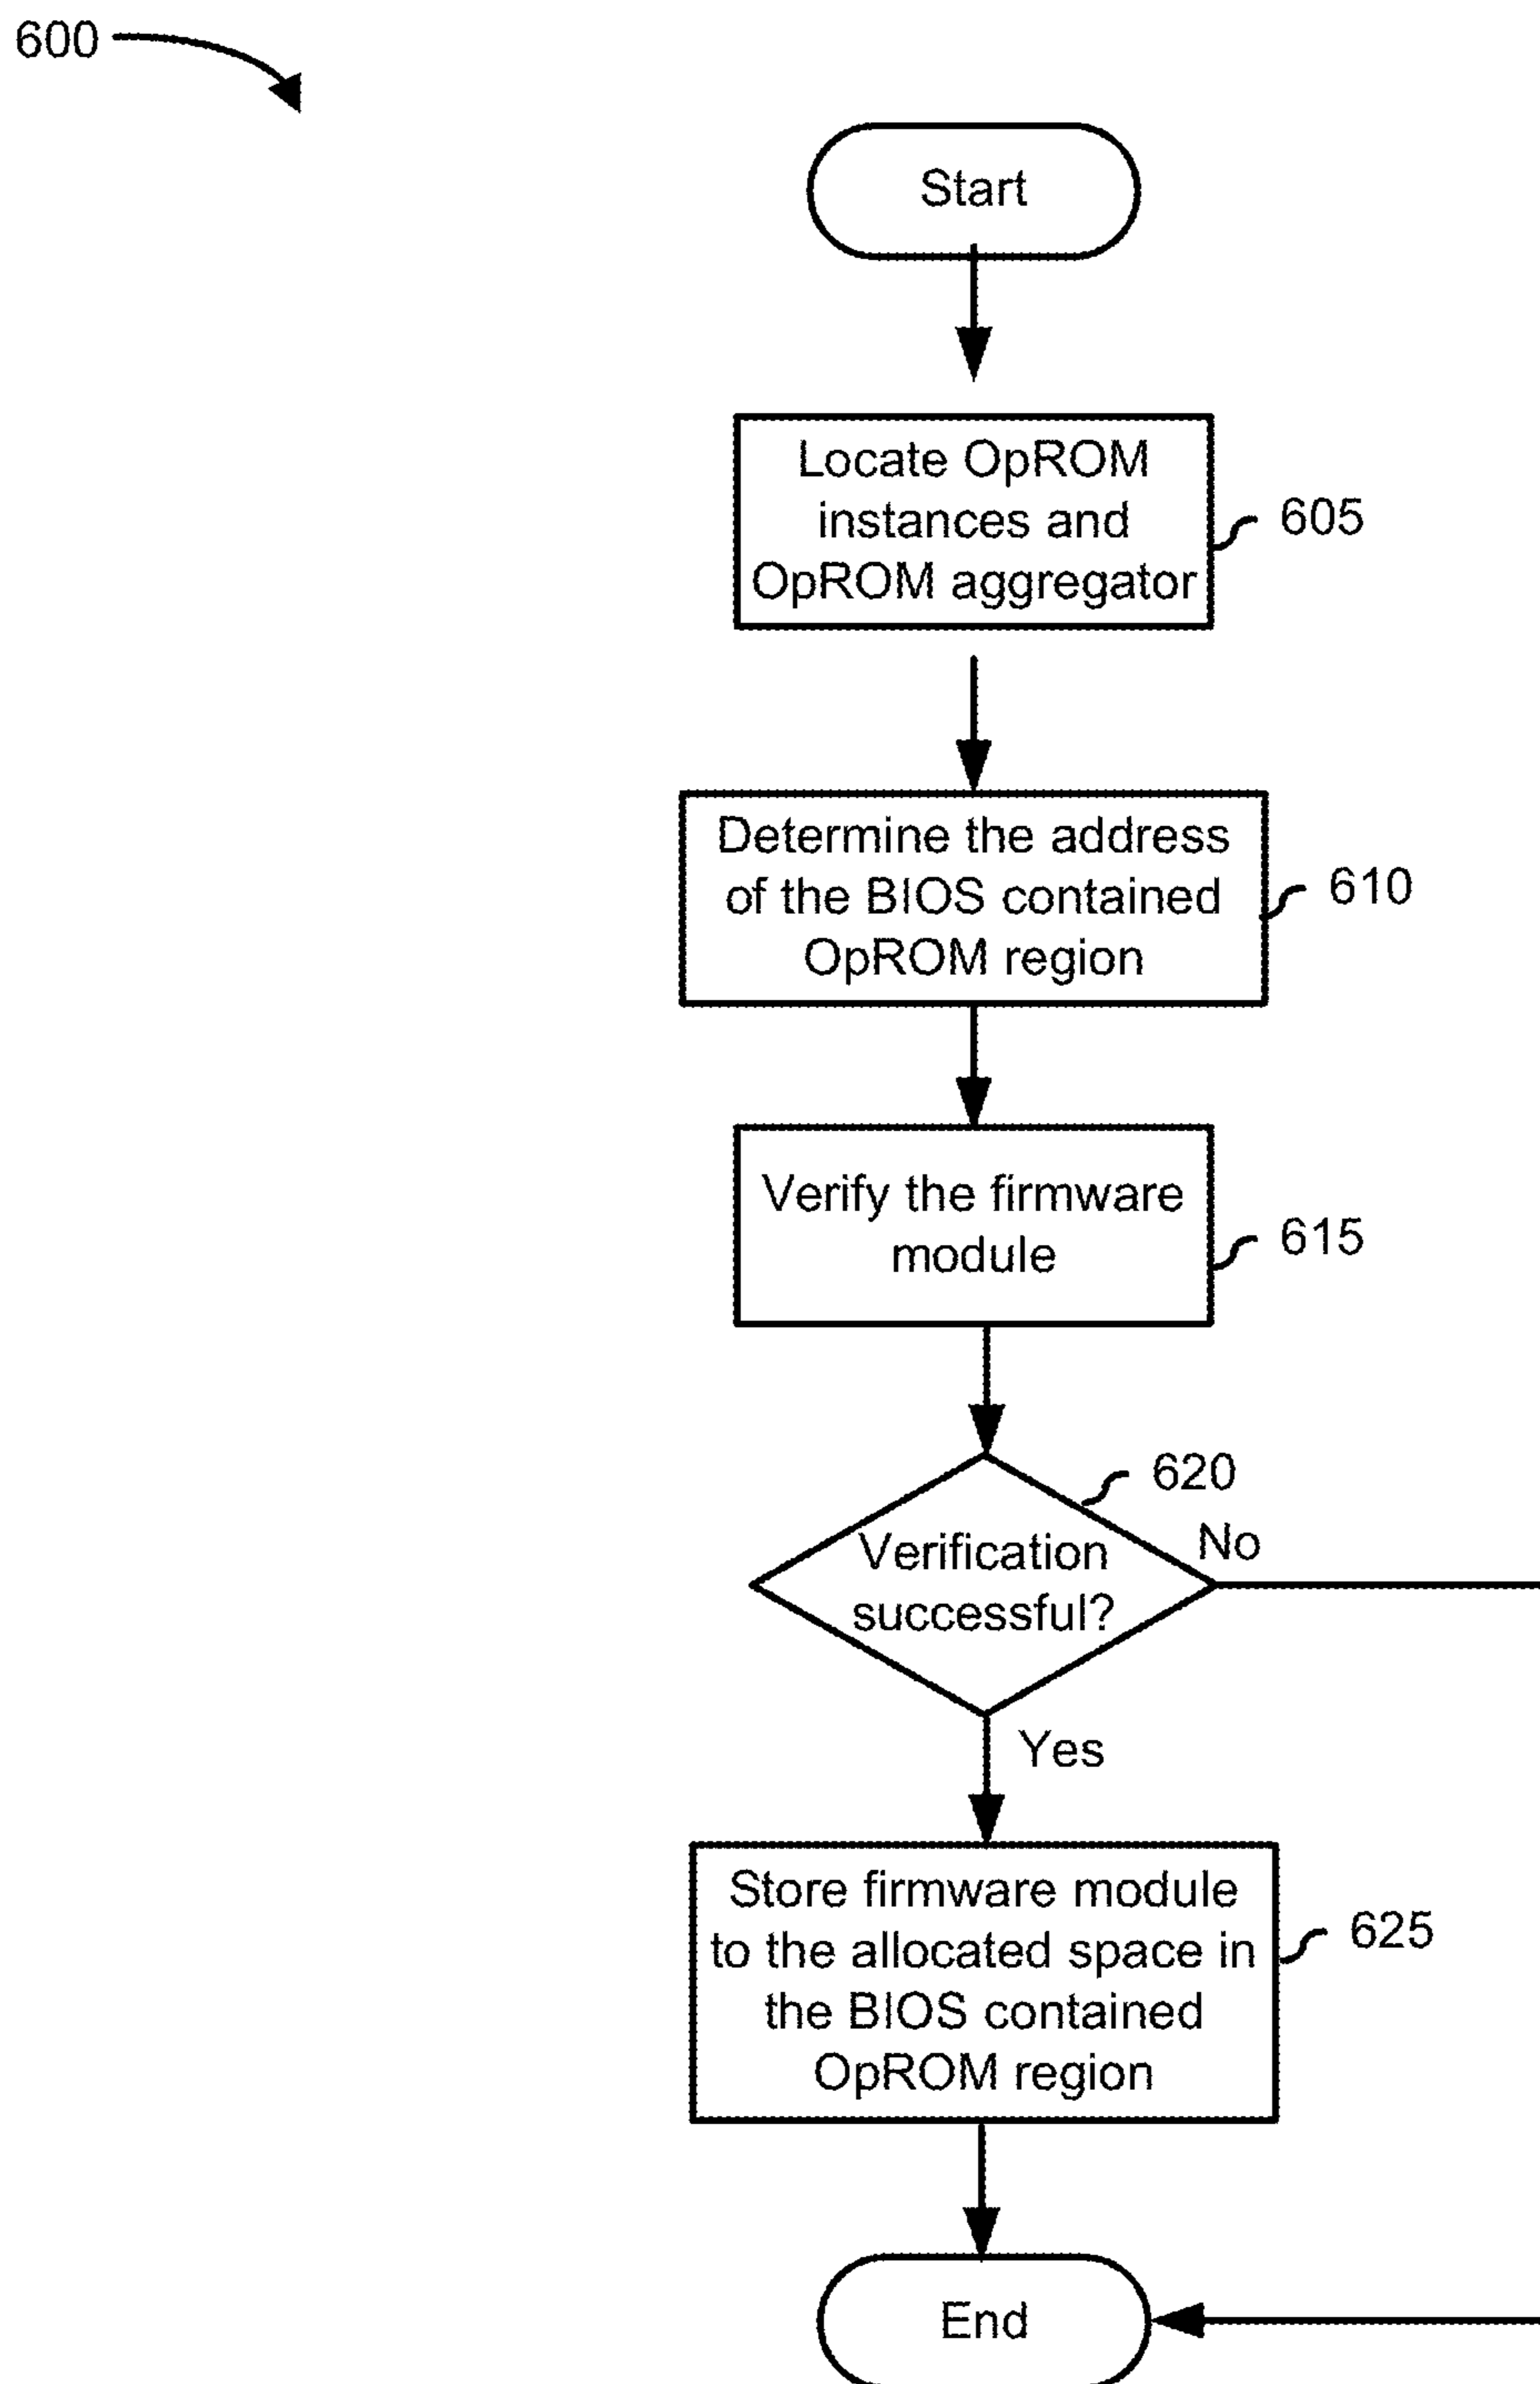 600
Start
Locate OpROM
instances and
OpROM aggregator
605
Determine the address
of the BIOS contained
OpROM region
610
Verify the firmware
module
615
620
Verification
successful?
No
Yes
Store firmware module
to the allocated space in
the BIOS contained
OpROM region
625
End